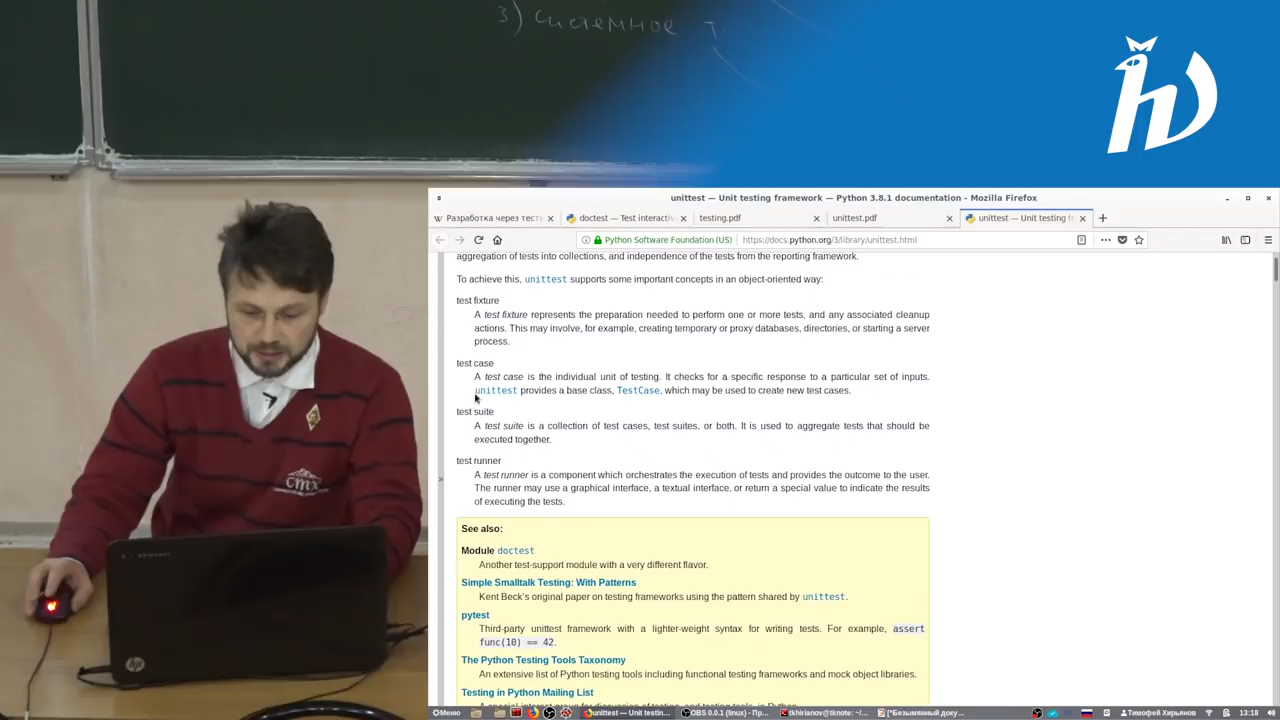 3) системное т.
unittest — Unit testing framework — Python 3.8.1 documentation - Mozilla Firefox
Разработка через тести
doctest — Test interactiv
testing.pdf
unittest.pdf
unittest — Unit testing fr
Python Software Foundation (US)
https://docs.python.org/3/library/unittest.html
aggregation of tests into collections, and independence of the tests from the reporting framework.
To achieve this, unittest supports some important concepts in an object-oriented way:
test fixture
A test fixture represents the preparation needed to perform one or more tests, and any associated cleanup
actions. This may involve, for example, creating temporary or proxy databases, directories, or starting a server
process.
test case
A test case is the individual unit of testing. It checks for a specific response to a particular set of inputs.
unittest provides a base class, TestCase, which may be used to create new test cases.
test suite
A test suite is a collection of test cases, test suites, or both. It is used to aggregate tests that should be
executed together.
test runner
A test runner is a component which orchestrates the execution of tests and provides the outcome to the user.
The runner may use a graphical interface, a textual interface, or return a special value to indicate the results
of executing the tests.
See also:
Module doctest
Another test-support module with a very different flavor.
Simple Smalltalk Testing: With Patterns
Kent Beck's original paper on testing frameworks using the pattern shared by unittest.
pytest
Third-party unittest framework with a lighter-weight syntax for writing tests. For example, assert
func(10) == 42.
The Python Testing Tools Taxonomy
An extensive list of Python testing tools including functional testing frameworks and mock object libraries.
Testing in Python Mailing List
Меню
unittest — Unit testin...
OBS 0.0.1 (linux) - Пр...
tkhirianov@tknote: ~/...
[*Безымянный доку...
Тимофей Хирьянов
13:18
hp